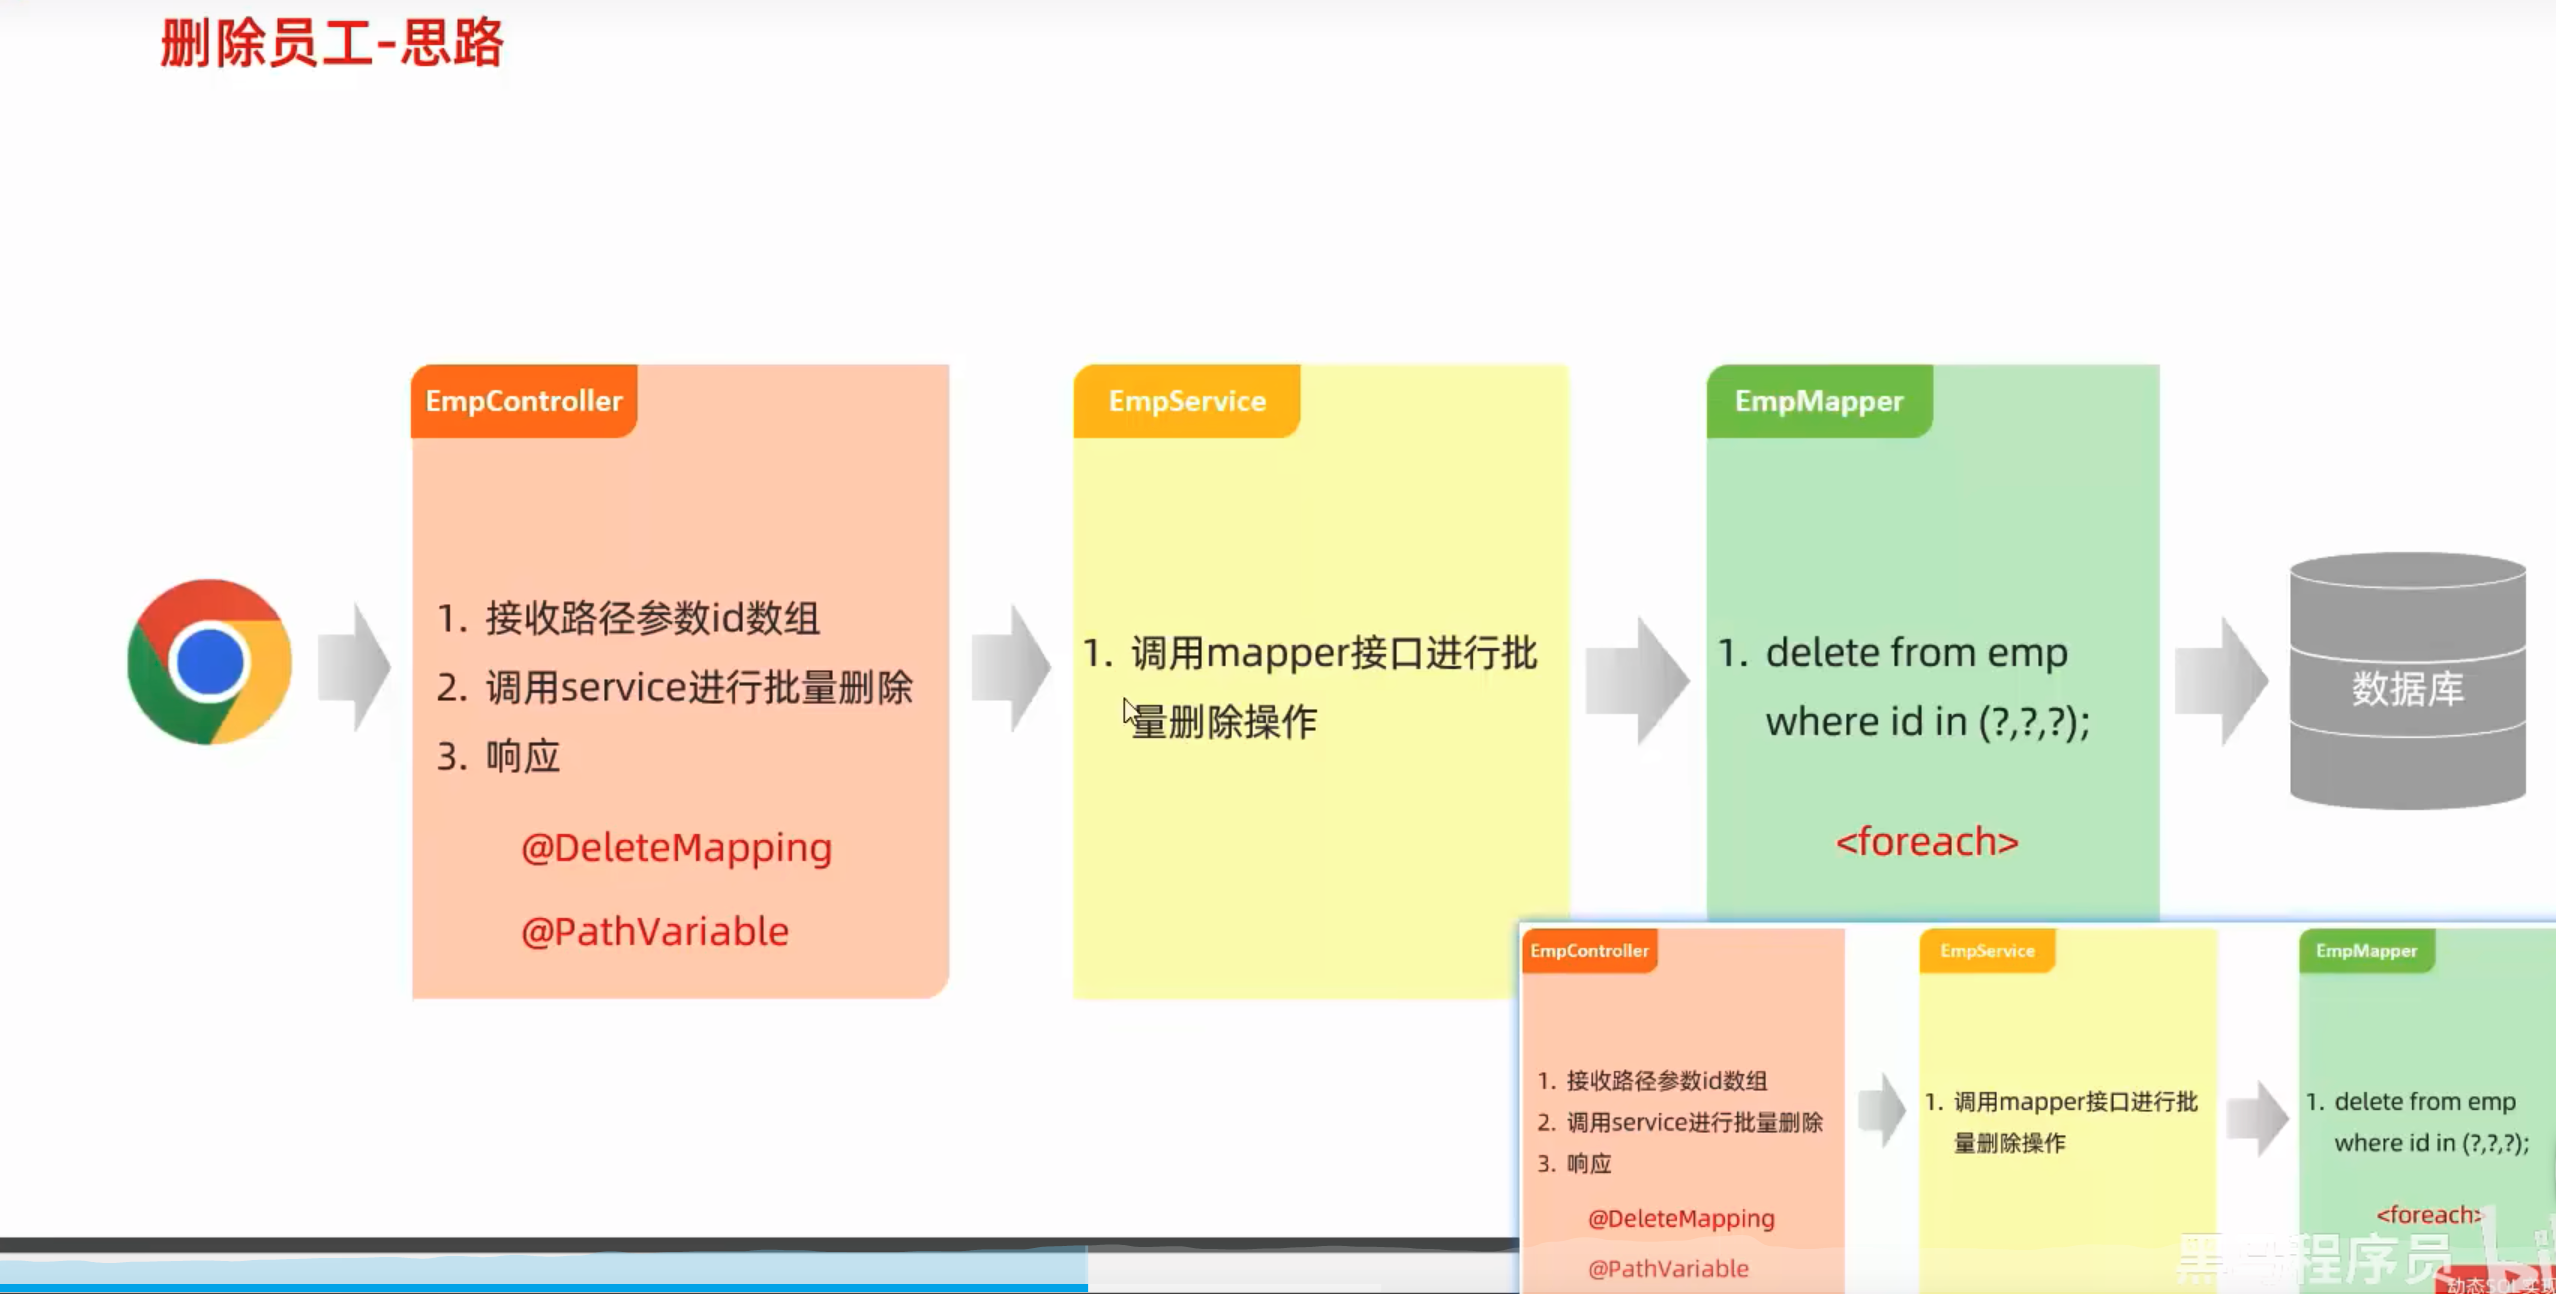 删除员工-思路
EmpController
1. 接收路径参数id数组
2. 调用service进行批量删除
3. 响应
@DeleteMapping
@PathVariable
EmpService
1. 调用mapper接口进行批
量删除操作
EmpMapper
1. delete from emp
where id in (?,?,?);
<foreach>
数据库
EmpController
1. 接收路径参数id数组
2. 调用service进行批量删除
3. 响应
@DeleteMapping
@PathVariable
EmpService
1. 调用mapper接口进行批
量删除操作
EmpMapper
1. delete from emp
where id in (?,?,?);
<foreach>
程序员
动态SQL实现